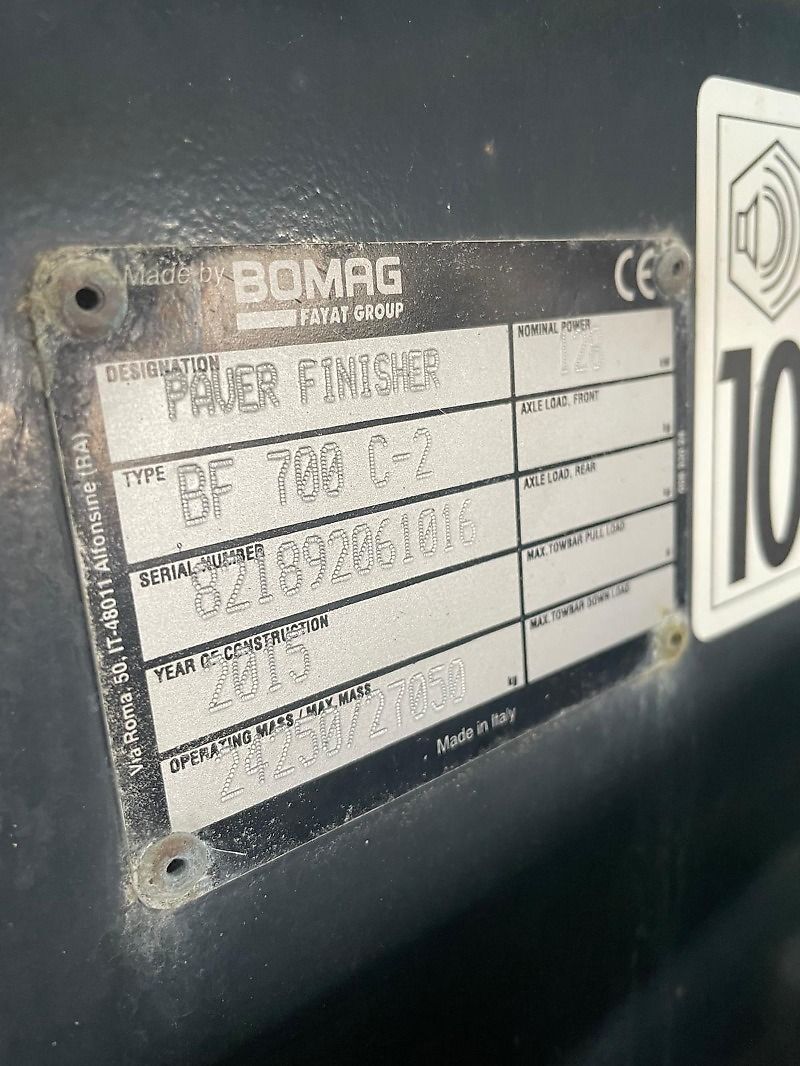 Made by BOMAG
FAYAT GROUP
CE
DESIGNATION
PAVER FINISHER
NOMINAL POWER
kW
TYPE
BF 700 C-2
AXLE LOAD, FRONT
kg
SERIAL NUMBER
821892061016
AXLE LOAD, REAR
kg
YEAR OF CONSTRUCTION
2015
MAX. TOWBAR PULL LOAD
OPERATING MASS / MAX. MASS
24250/27050
kg
MAX. TOWBAR DOWN LOAD
Made in Italy
Via Roma, 50, IT-48011 Alfonsine (RA)
10